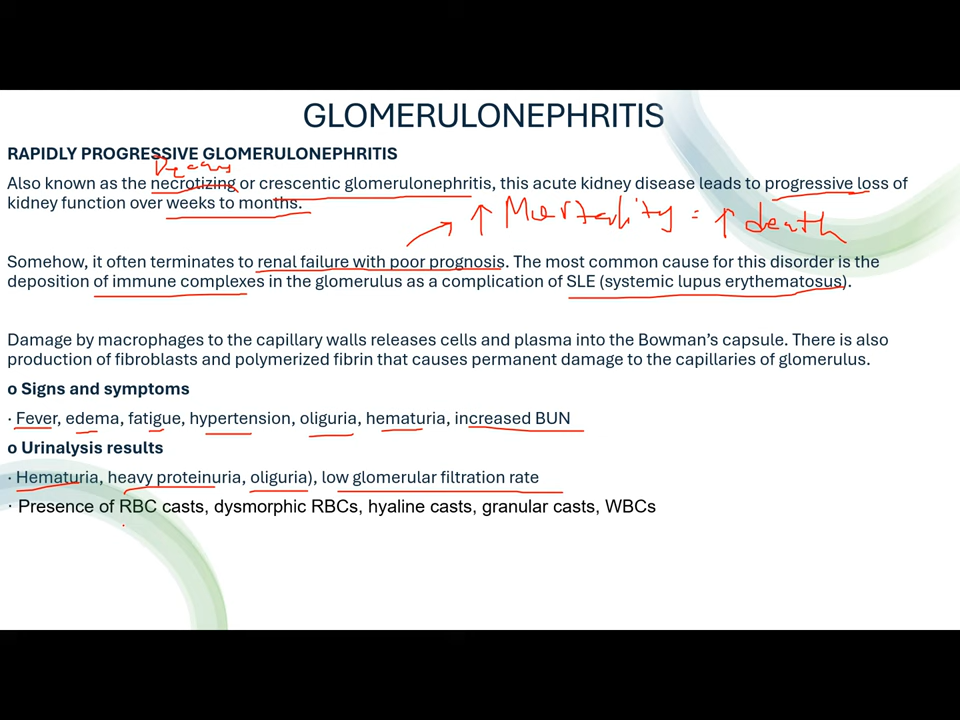 GLOMERULONEPHRITIS
RAPIDLY PROGRESSIVE GLOMERULONEPHRITIS
Also known as the necrotizing or crescentic glomerulonephritis, this acute kidney disease leads to progressive loss of
kidney function over weeks to months.
↑ Mortality = ↑ death
Somehow, it often terminates to renal failure with poor prognosis. The most common cause for this disorder is the
deposition of immune complexes in the glomerulus as a complication of SLE (systemic lupus erythematosus).
Damage by macrophages to the capillary walls releases cells and plasma into the Bowman’s capsule. There is also
production of fibroblasts and polymerized fibrin that causes permanent damage to the capillaries of glomerulus.
o Signs and symptoms
· Fever, edema, fatigue, hypertension, oliguria, hematuria, increased BUN
o Urinalysis results
· Hematuria, heavy proteinuria, oliguria), low glomerular filtration rate
· Presence of RBC casts, dysmorphic RBCs, hyaline casts, granular casts, WBCs